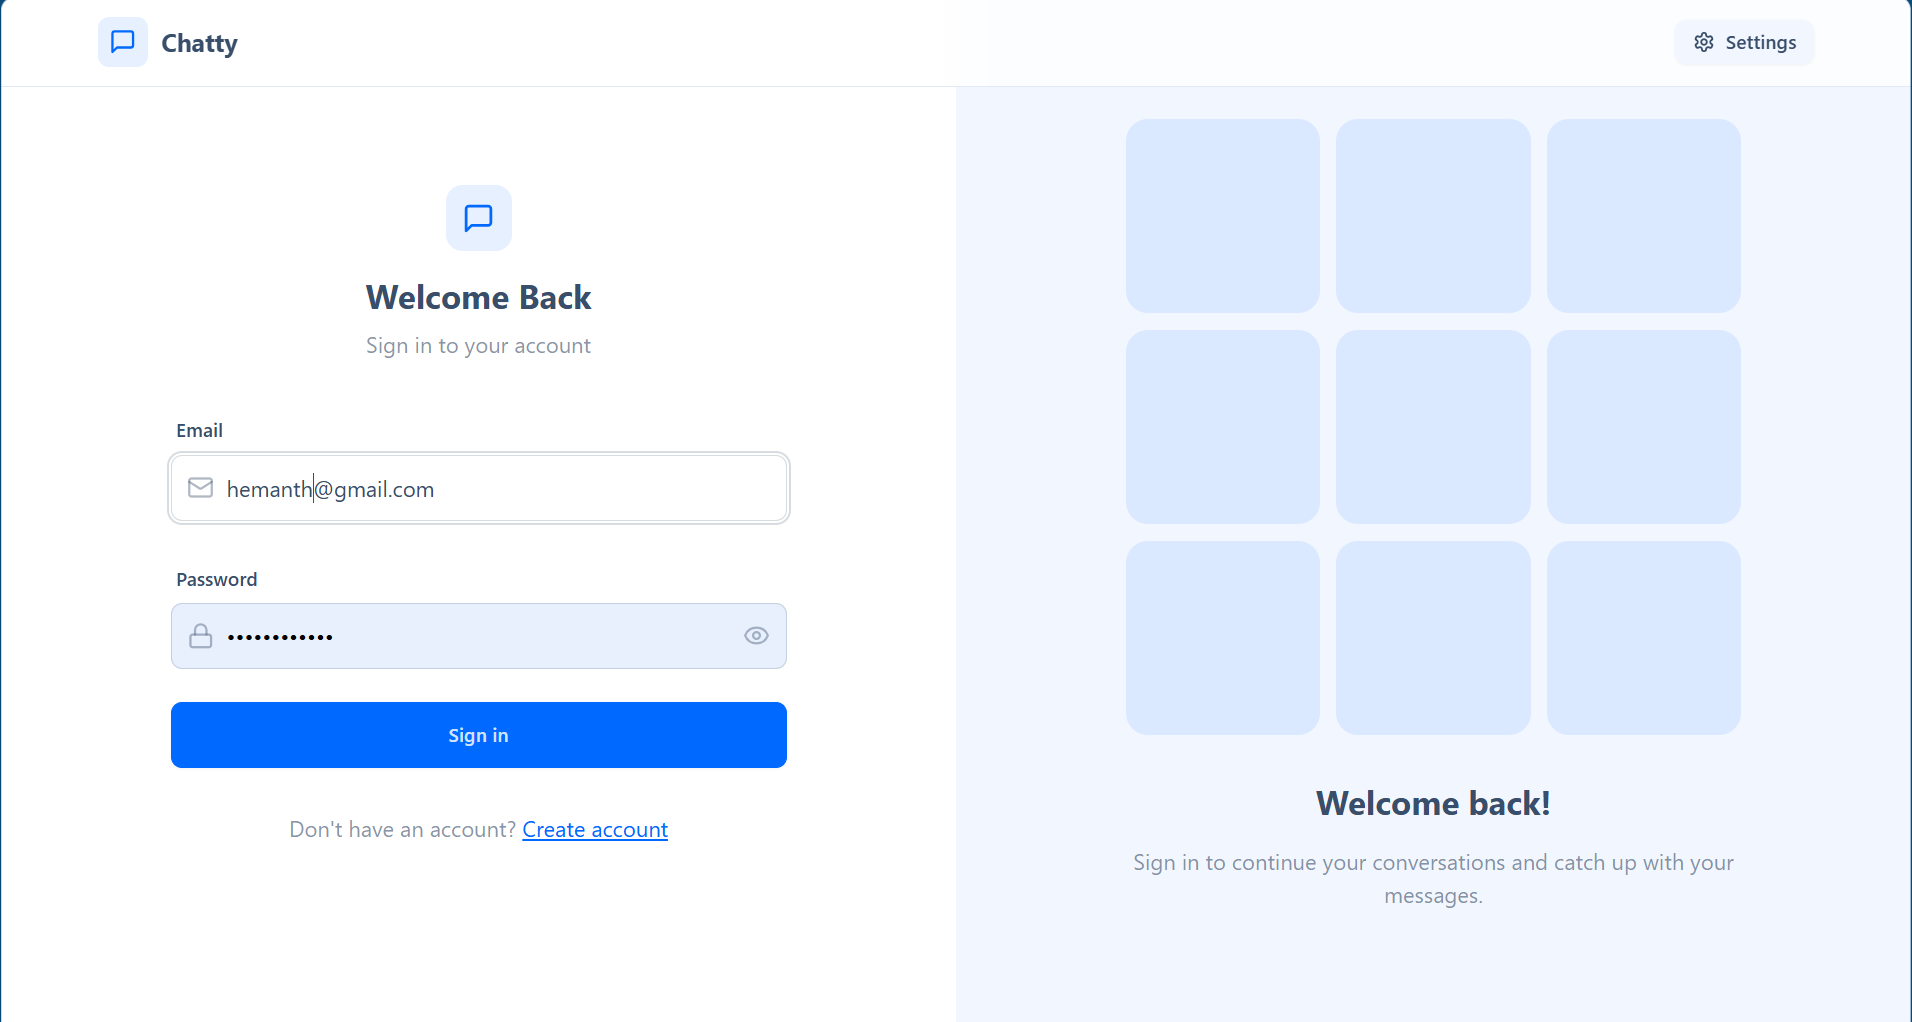 Chatty
Settings
Welcome Back
Sign in to your account
Email
hemanth@gmail.com
Password
••••••••••••
Sign in
Don't have an account? Create account
Welcome back!
Sign in to continue your conversations and catch up with your
messages.